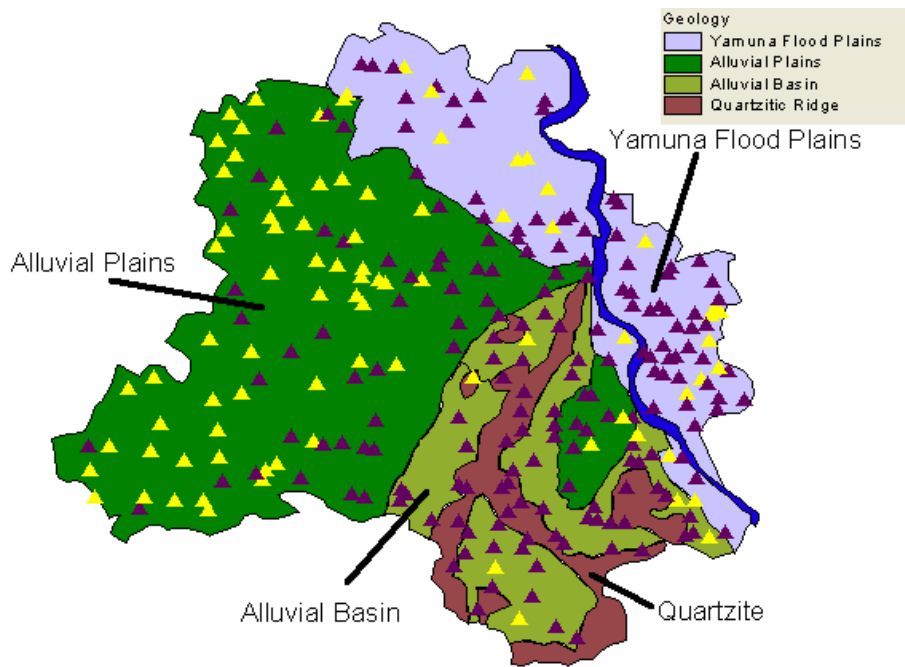 Geology
Yamuna Flood Plains
Alluvial Plains
Alluvial Basin
Quartzitic Ridge
Yamuna Flood Plains
Alluvial Plains
Alluvial Basin
Quartzite